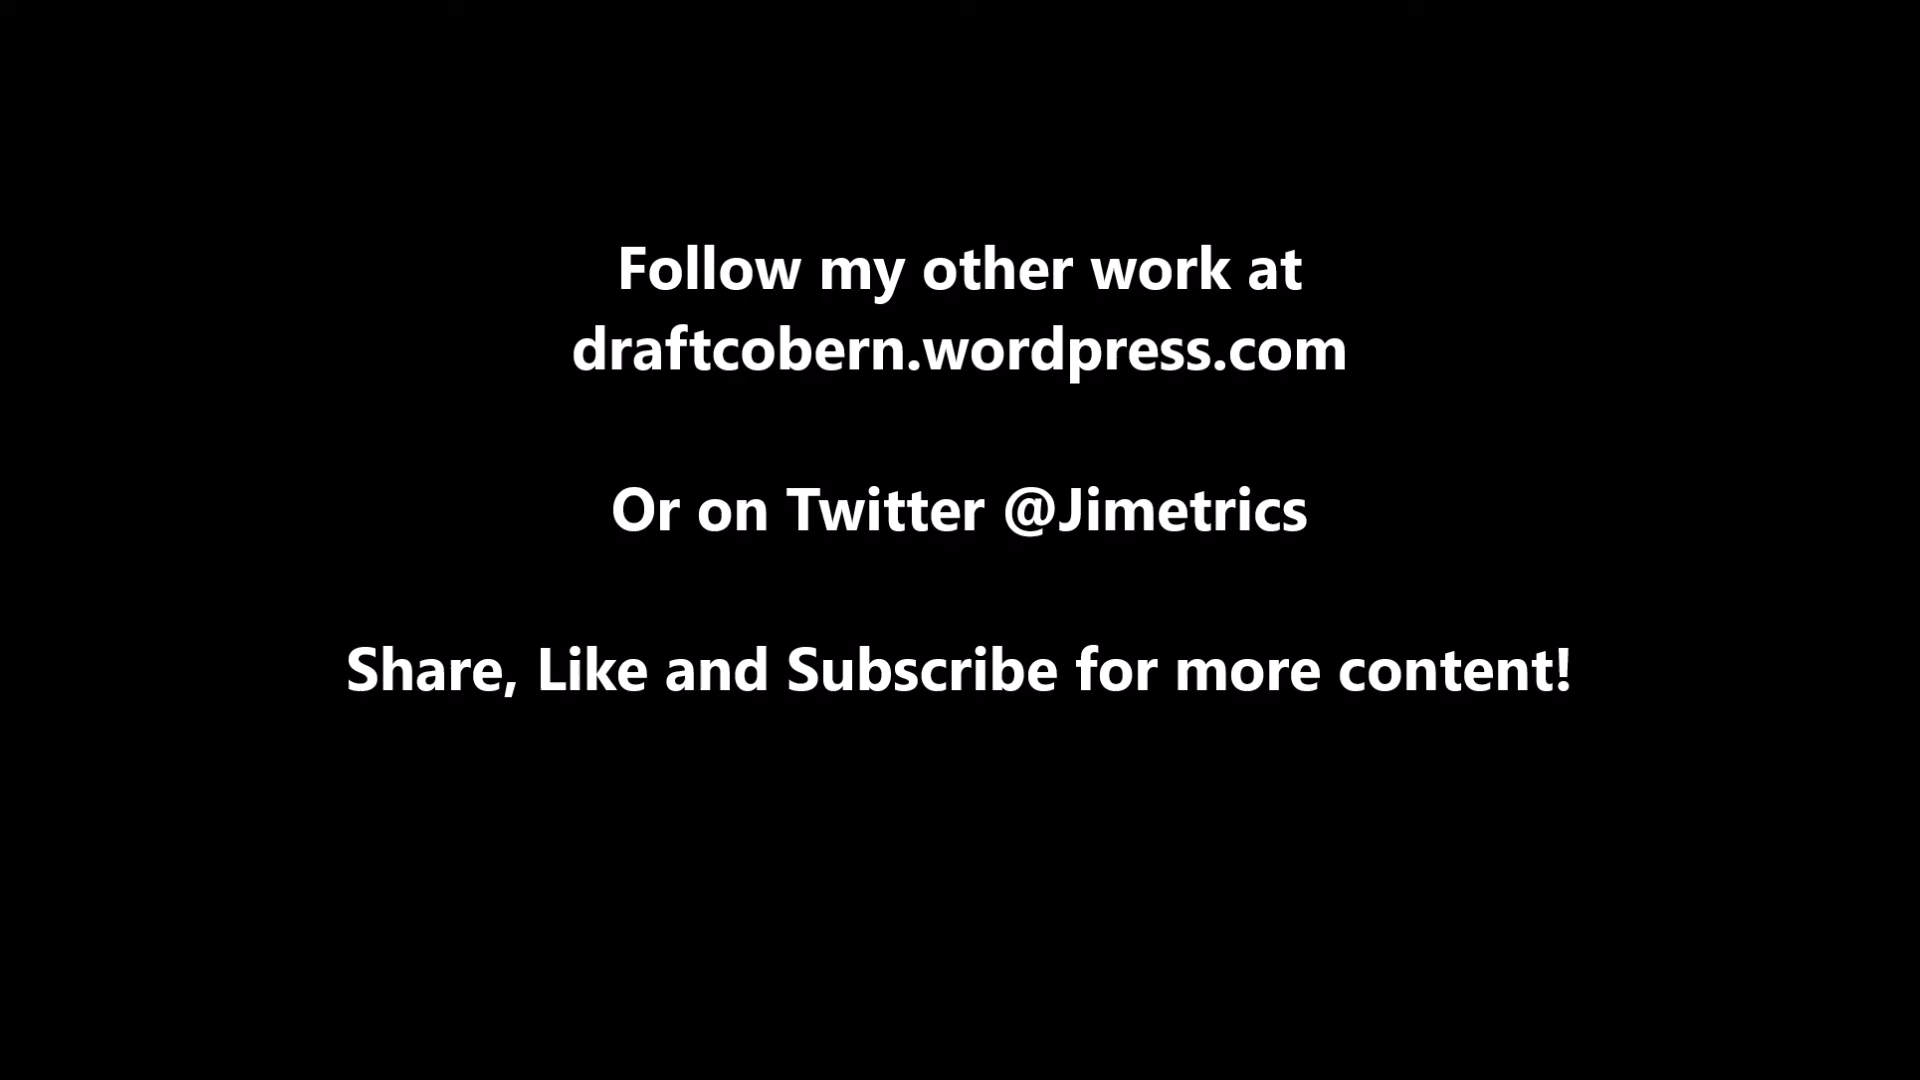 Follow my other work at
draftcobern.wordpress.com
Or on Twitter @Jimetrics
Share, Like and Subscribe for more content!